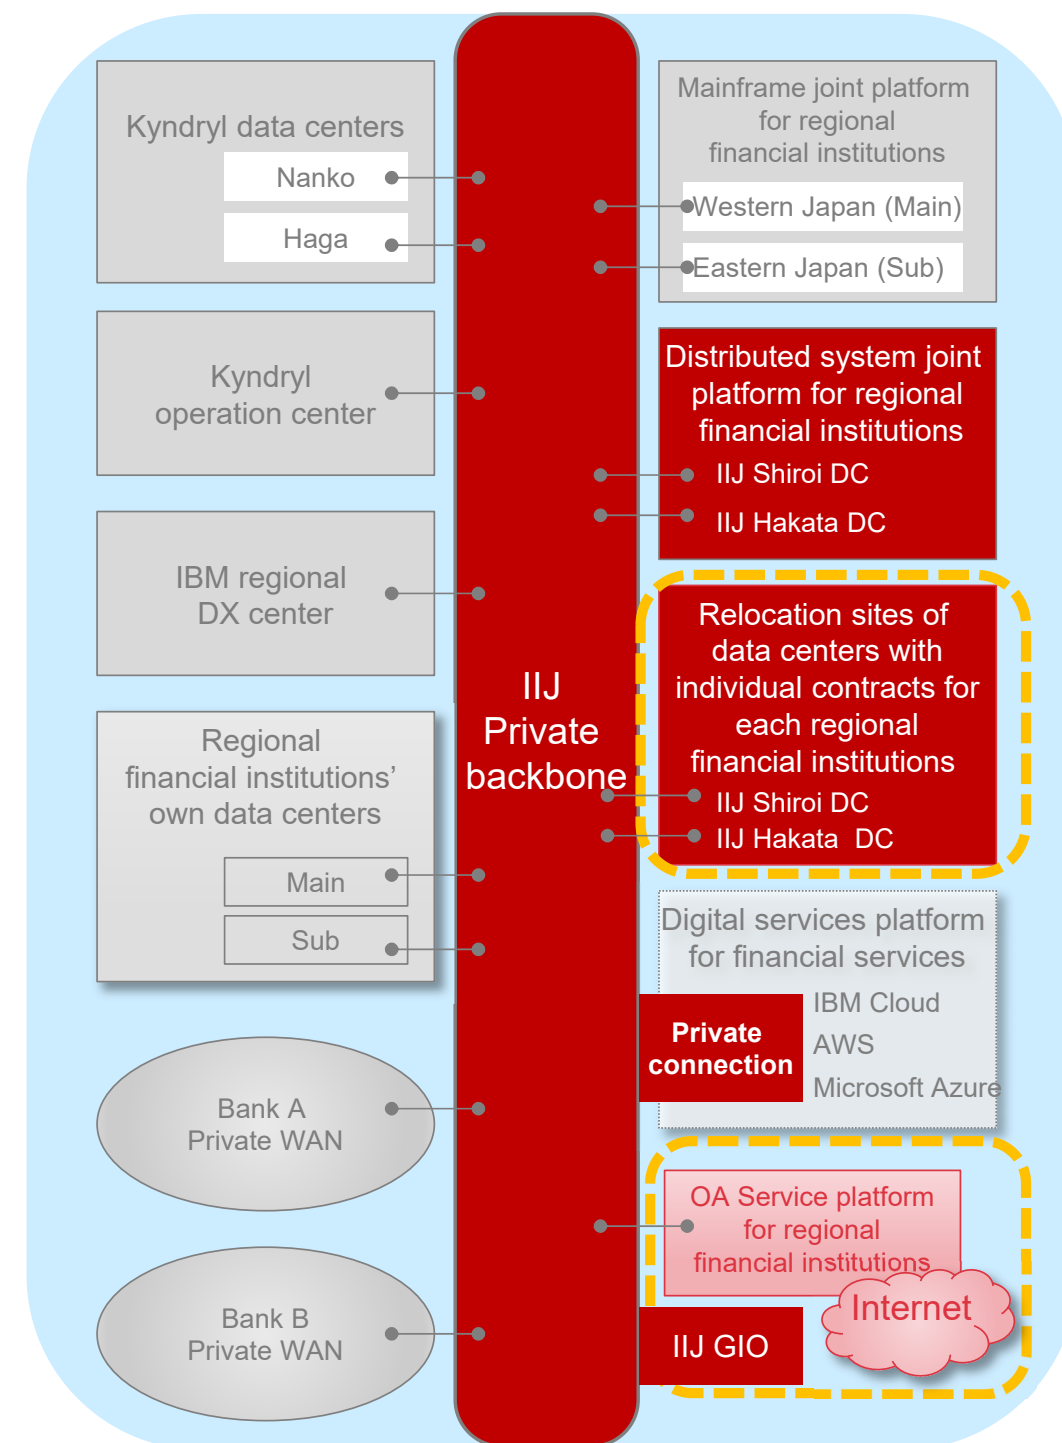 Kyndryl data centers
Nanko
Haga
Kyndryl
operation center
IBM regional
DX center
Regional
financial institutions’
own data centers
Main
Sub
Bank A
Private WAN
Bank B
Private WAN
IIJ
Private
backbone
Mainframe joint platform
for regional
financial institutions
Western Japan (Main)
Eastern Japan (Sub)
Distributed system joint
platform for regional
financial institutions
IIJ Shiroi DC
IIJ Hakata DC
Relocation sites of
data centers with
individual contracts for
each regional
financial institutions
IIJ Shiroi DC
IIJ Hakata DC
Digital services platform
for financial services
Private
connection
IBM Cloud
AWS
Microsoft Azure
OA Service platform
for regional
financial institutions
Internet
IIJ GIO